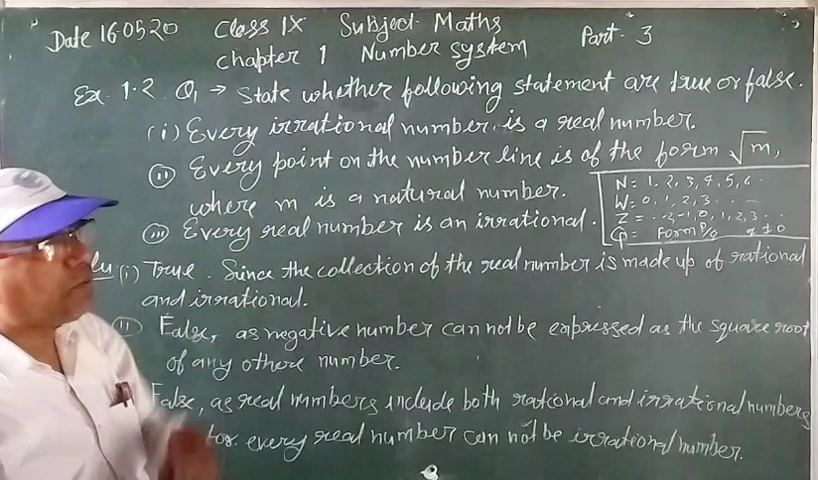 Date 16.05.20 Class IX Subject- Maths Part- 3
Chapter 1 Number system
Ex. 1.2. Q1 → State whether following statement are true or false.
(i) Every irrational number is a real number.
(ii) Every point on the number line is of the form √m,
where m is a natural number.
(iii) Every real number is an irrational.
N = 1, 2, 3, 4, 5, 6 ..
W = 0, 1, 2, 3 . . —
Z = ..-2,-1, 0, 1, 2, 3 . .
Q = Form P/q q ≠ 0
(i) True. Since the collection of the real number is made up of rational
and irrational.
(ii) False, as negative number can not be expressed as the square root
of any othere number.
False, as real numbers include both rational and irrational numbers
every real number can not be irrational number.